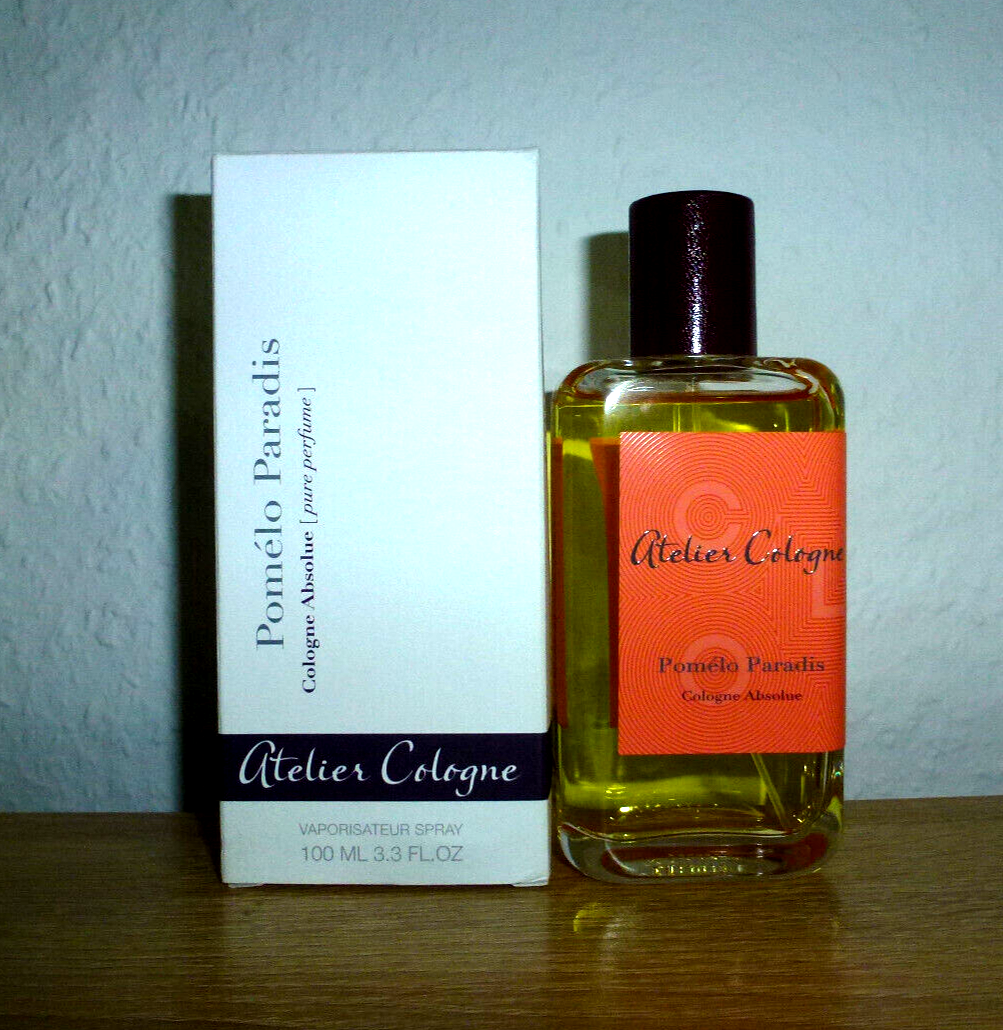 Pomélo Paradis
Cologne Absolue [pure perfume]
Atelier Cologne
VAPORISATEUR SPRAY
100 ML 3.3 FL.OZ
C
O
L
O
Atelier Cologne
Pomélo Paradis
Cologne Absolue